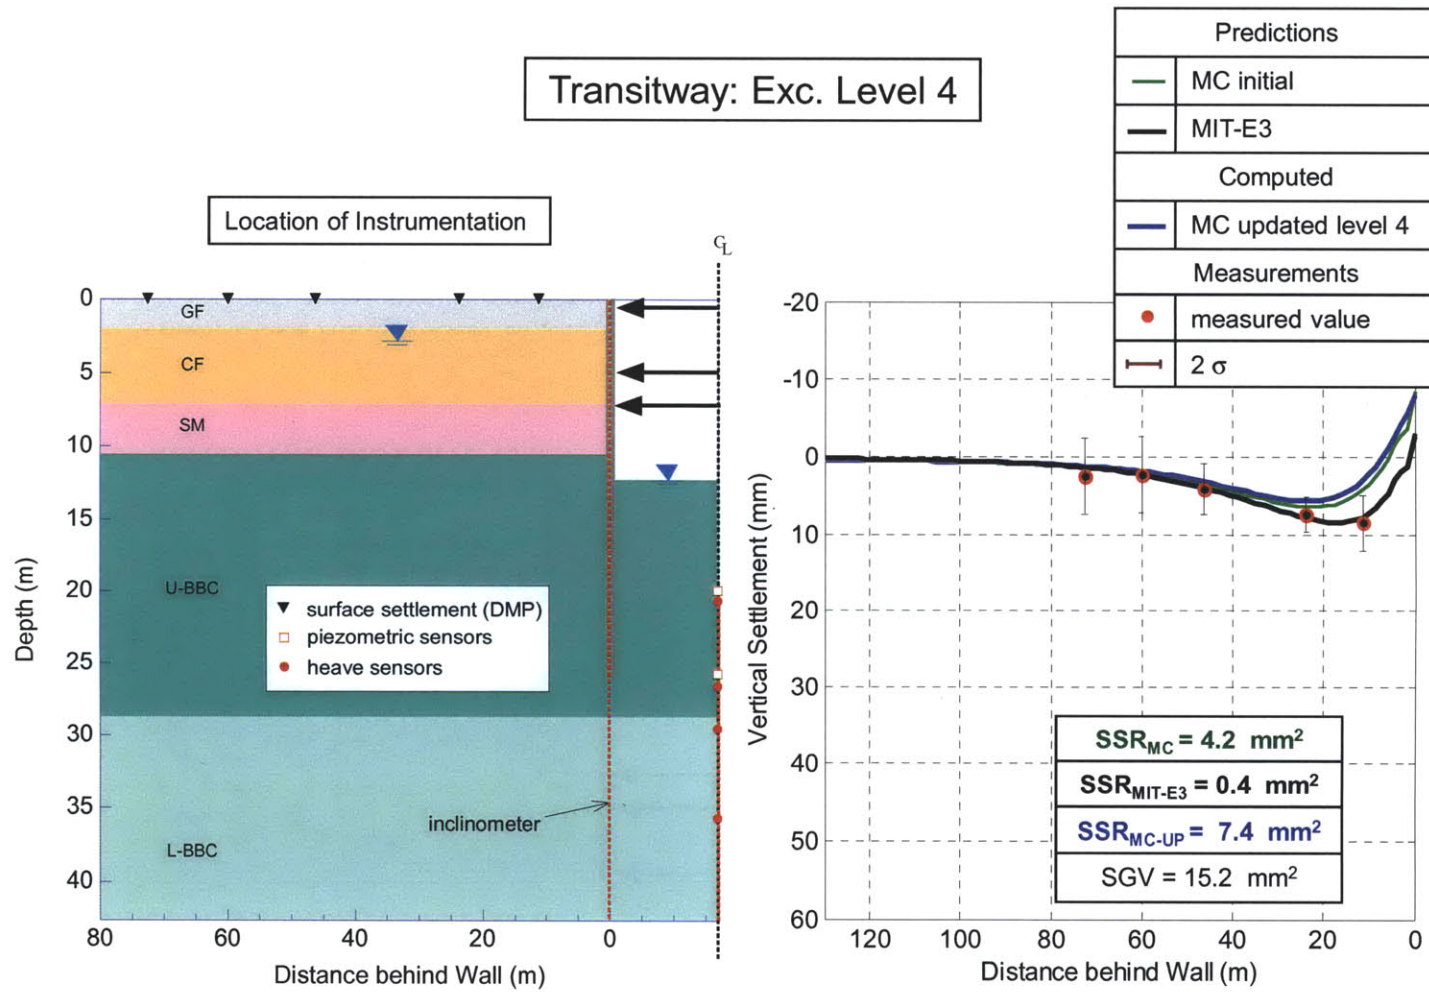 Transitway: Exc. Level 4
Predictions
MC initial
MIT-E3
Computed
MC updated level 4
Measurements
measured value
2 σ
Location of Instrumentation
CL
0
5
10
15
20
25
30
35
40
Depth (m)
GF
CF
SM
U-BBC
L-BBC
surface settlement (DMP)
piezometric sensors
heave sensors
inclinometer
80
60
40
20
0
Distance behind Wall (m)
-20
-10
0
10
20
30
40
50
60
Vertical Settlement (mm)
SSR_MC = 4.2 mm²
SSR_MIT-E3 = 0.4 mm²
SSR_MC-UP = 7.4 mm²
SGV = 15.2 mm²
120
100
80
60
40
20
0
Distance behind Wall (m)